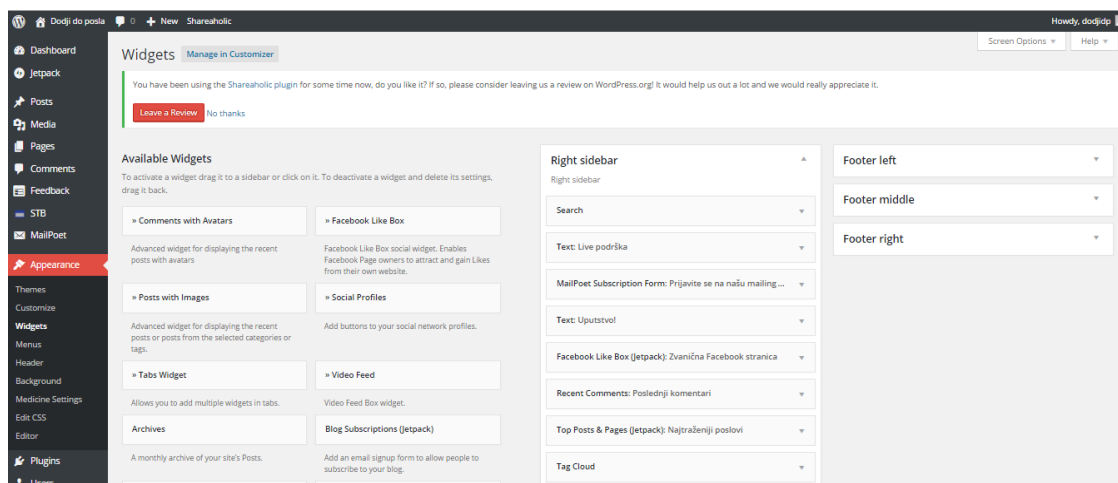 Dodji do posla 0 New Shareaholic Howdy, dodjidp
Screen Options Help
Dashboard
Jetpack
Posts
Media
Pages
Comments
Feedback
STB
MailPoet
Appearance
Themes
Customize
Widgets
Menus
Header
Background
Medicine Settings
Edit CSS
Editor
Plugins
Users
Widgets Manage in Customizer
You have been using the Shareaholic plugin for some time now, do you like it? If so, please consider leaving us a review on WordPress.org! It would help us out a lot and we would really appreciate it.
Leave a Review No thanks
Available Widgets
To activate a widget drag it to a sidebar or click on it. To deactivate a widget and delete its settings,
drag it back.
» Comments with Avatars
Advanced widget for displaying the recent
posts with avatars
» Facebook Like Box
Facebook Like Box social widget. Enables
Facebook Page owners to attract and gain Likes
from their own website.
» Posts with Images
Advanced widget for displaying the recent
posts or posts from the selected categories or
tags.
» Social Profiles
Add buttons to your social network profiles.
» Tabs Widget
Allows you to add multiple widgets in tabs.
» Video Feed
Video Feed Box widget.
Archives
A monthly archive of your site's Posts.
Blog Subscriptions (Jetpack)
Add an email signup form to allow people to
subscribe to your blog.
Right sidebar
Right sidebar
Search
Text: Live podrška
MailPoet Subscription Form: Prijavite se na našu mailing ...
Text: Uputstvo!
Facebook Like Box (Jetpack): Zvanična Facebook stranica
Recent Comments: Poslednji komentari
Top Posts & Pages (Jetpack): Najtraženiji poslovi
Tag Cloud
Footer left
Footer middle
Footer right